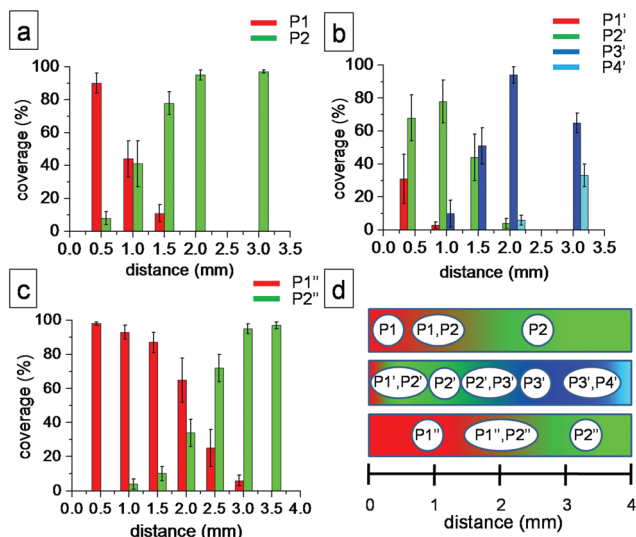 a
P1
P2
100
80
60
40
20
0
coverage (%)
0.0 0.5 1.0 1.5 2.0 2.5 3.0 3.5
distance (mm)
b
P1'
P2'
P3'
P4'
100
80
60
40
20
0
coverage (%)
0.0 0.5 1.0 1.5 2.0 2.5 3.0 3.5
distance (mm)
c
P1''
P2''
100
80
60
40
20
0
coverage (%)
0.0 0.5 1.0 1.5 2.0 2.5 3.0 3.5 4.0
distance (mm)
d
P1 P1,P2 P2
P1',P2' P2' P2',P3' P3' P3',P4'
P1'' P1'',P2'' P2''
0 1 2 3 4
distance (mm)